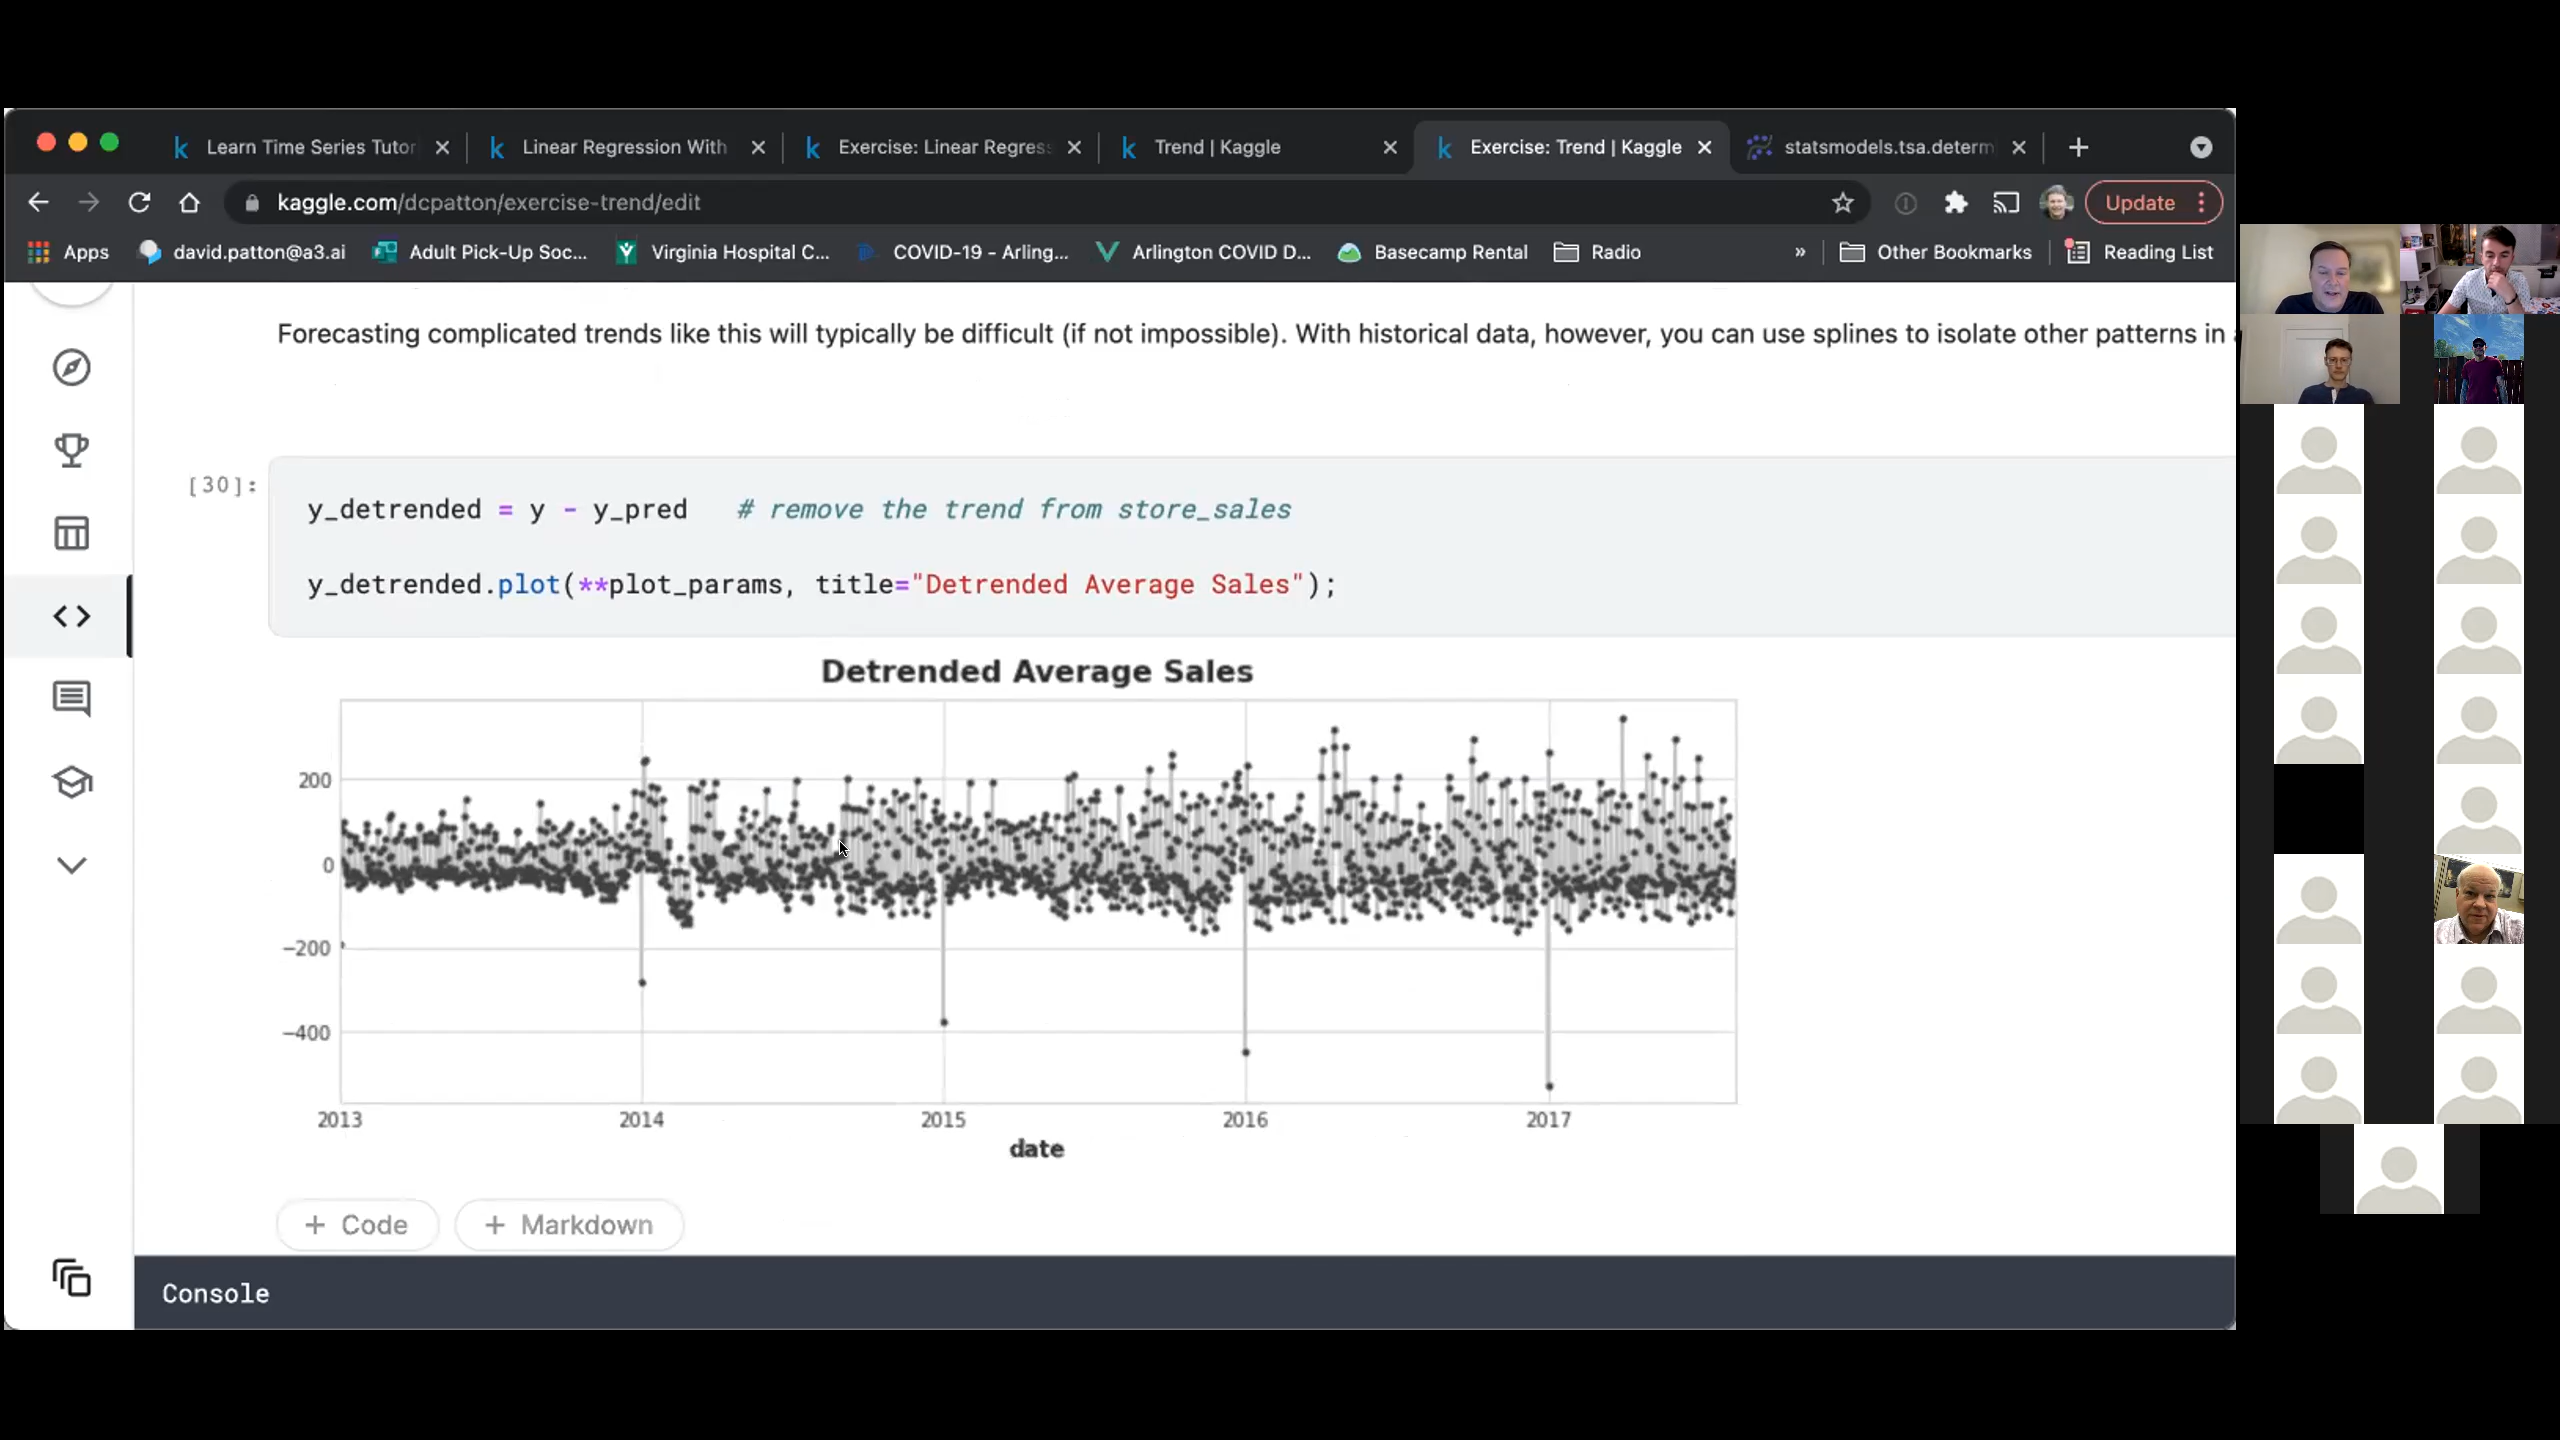 Learn Time Series Tutor
Linear Regression With
Exercise: Linear Regress
Trend | Kaggle
Exercise: Trend | Kaggle
statsmodels.tsa.determ
kaggle.com/dcpatton/exercise-trend/edit
Update
Apps
david.patton@a3.ai
Adult Pick-Up Soc...
Virginia Hospital C...
COVID-19 - Arling...
Arlington COVID D...
Basecamp Rental
Radio
»
Other Bookmarks
Reading List
Forecasting complicated trends like this will typically be difficult (if not impossible). With historical data, however, you can use splines to isolate other patterns in
[30]:
y_detrended = y - y_pred # remove the trend from store_sales
y_detrended.plot(**plot_params, title="Detrended Average Sales");
Detrended Average Sales
200
0
−200
−400
2013 2014 2015 2016 2017
date
+ Code + Markdown
Console